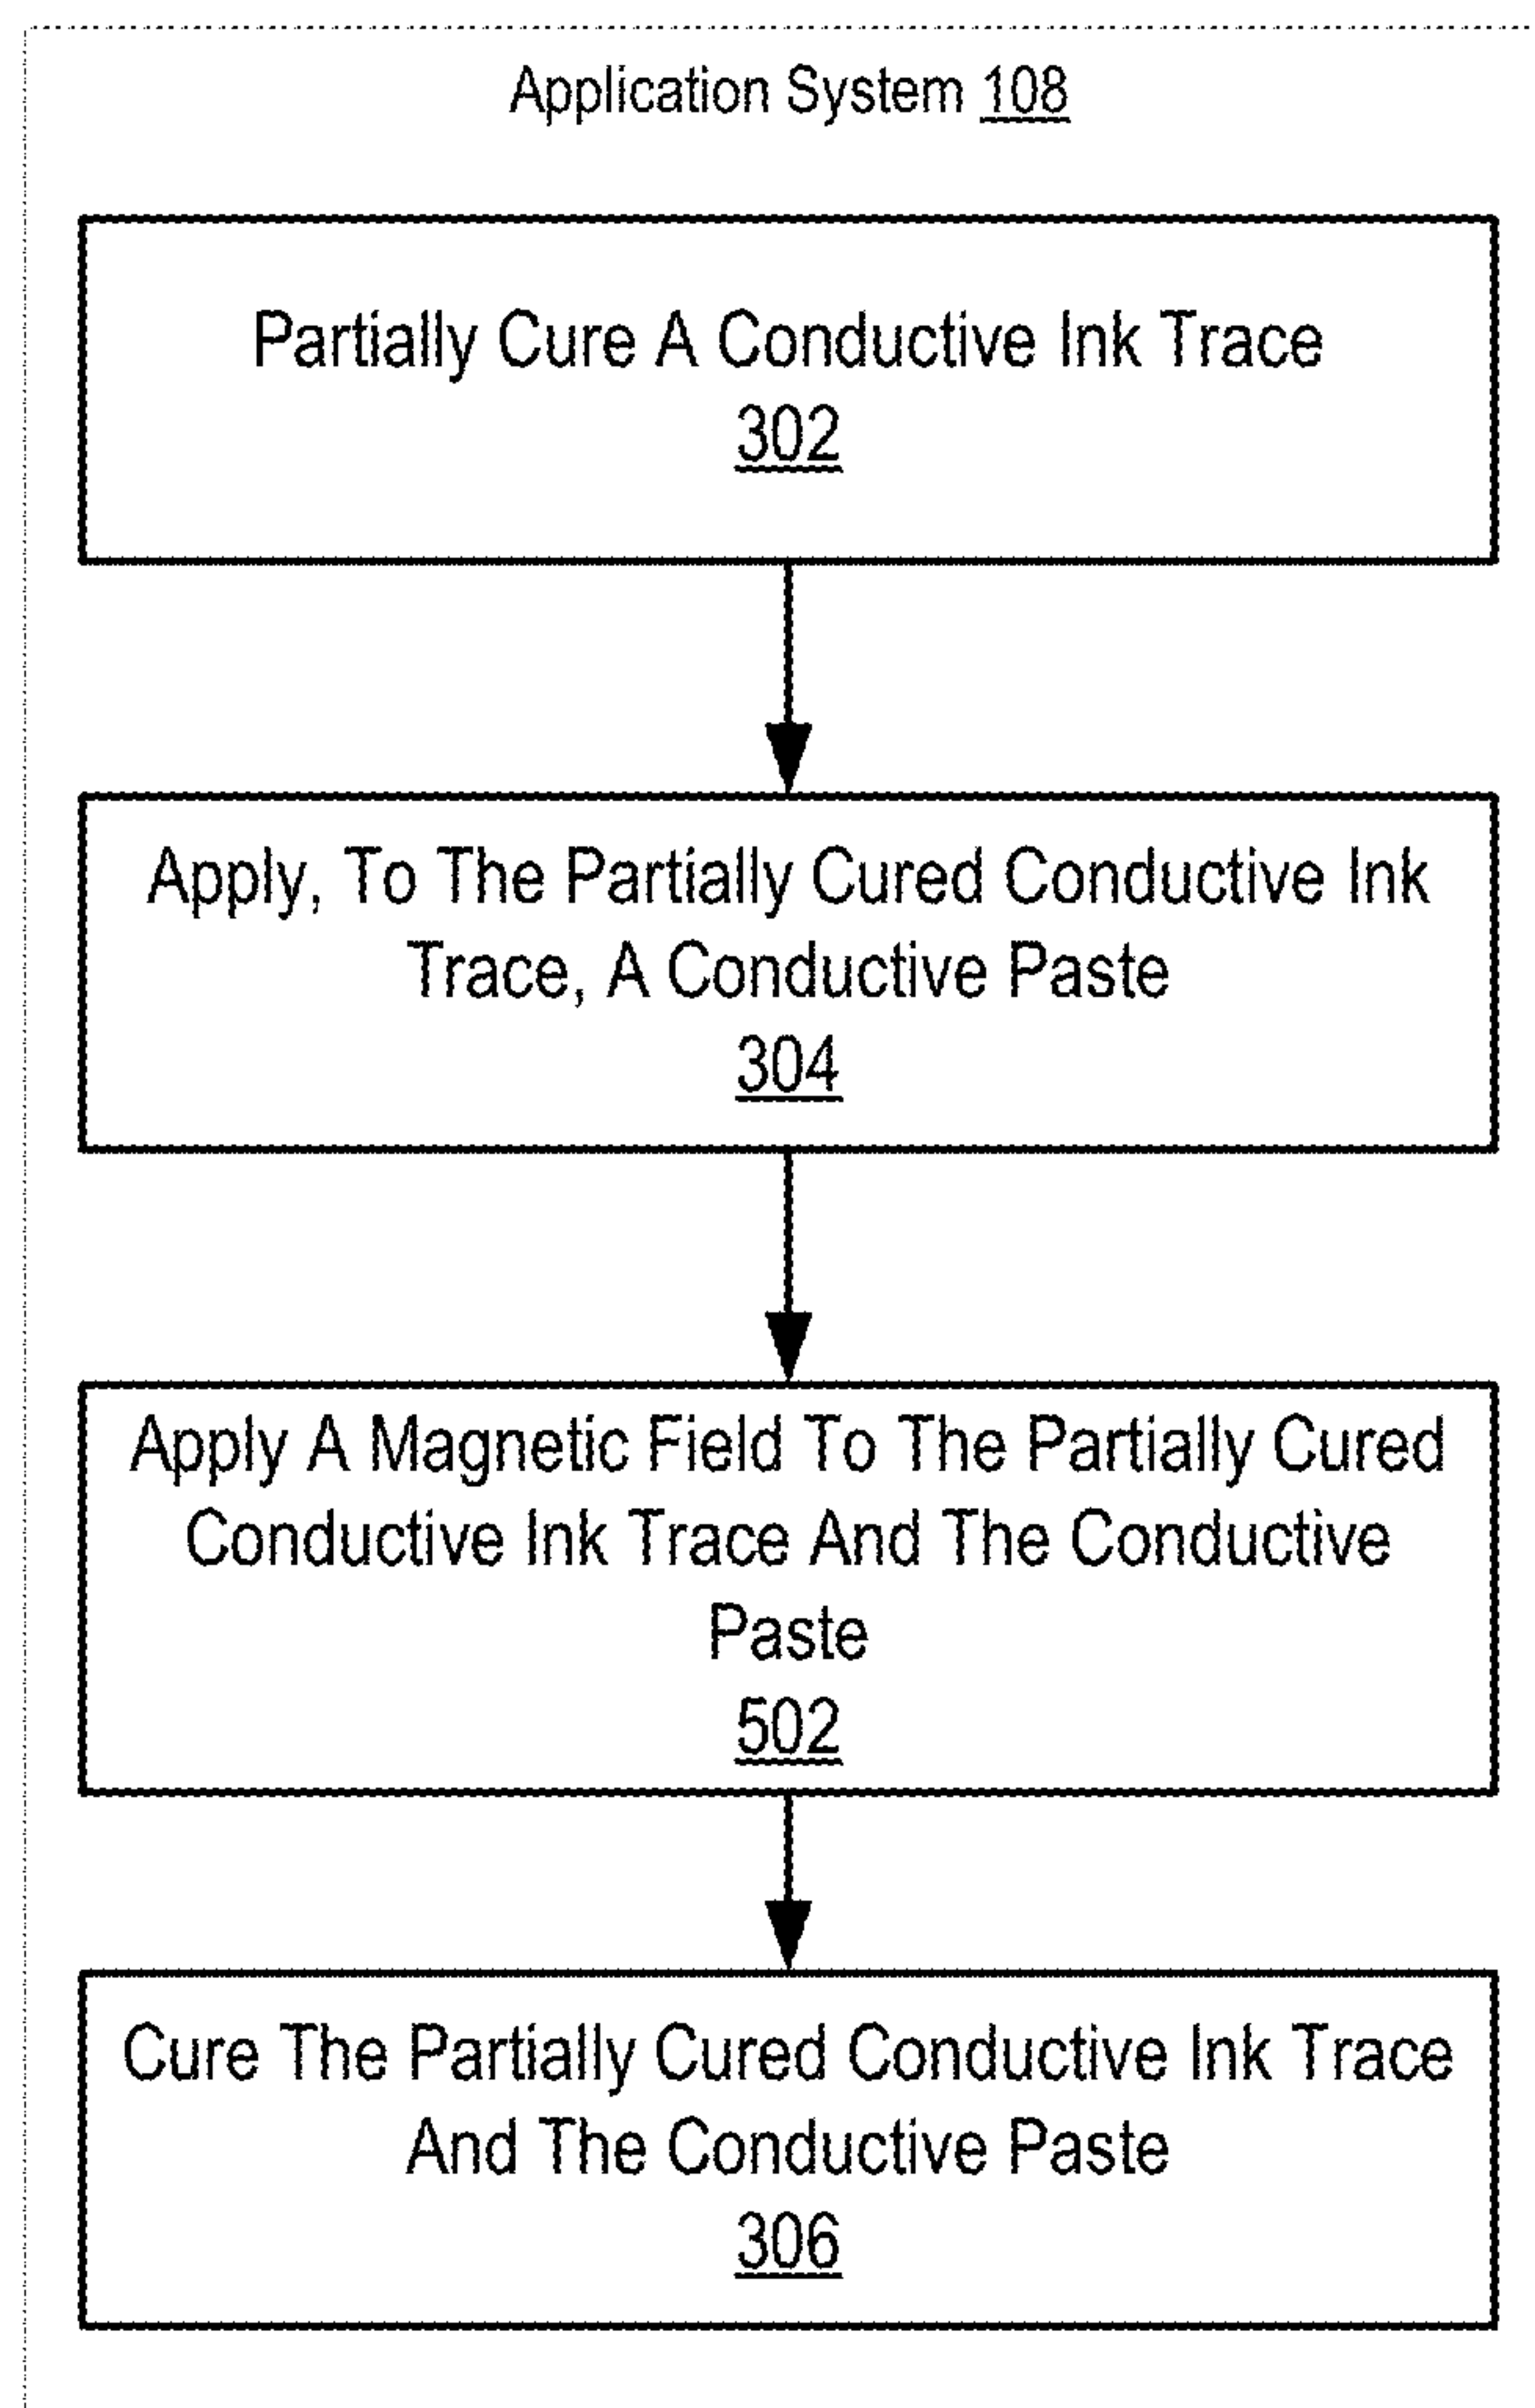 Application System 108
Partially Cure A Conductive Ink Trace
302
Apply, To The Partially Cured Conductive Ink
Trace, A Conductive Paste
304
Apply A Magnetic Field To The Partially Cured
Conductive Ink Trace And The Conductive
Paste
502
Cure The Partially Cured Conductive Ink Trace
And The Conductive Paste
306